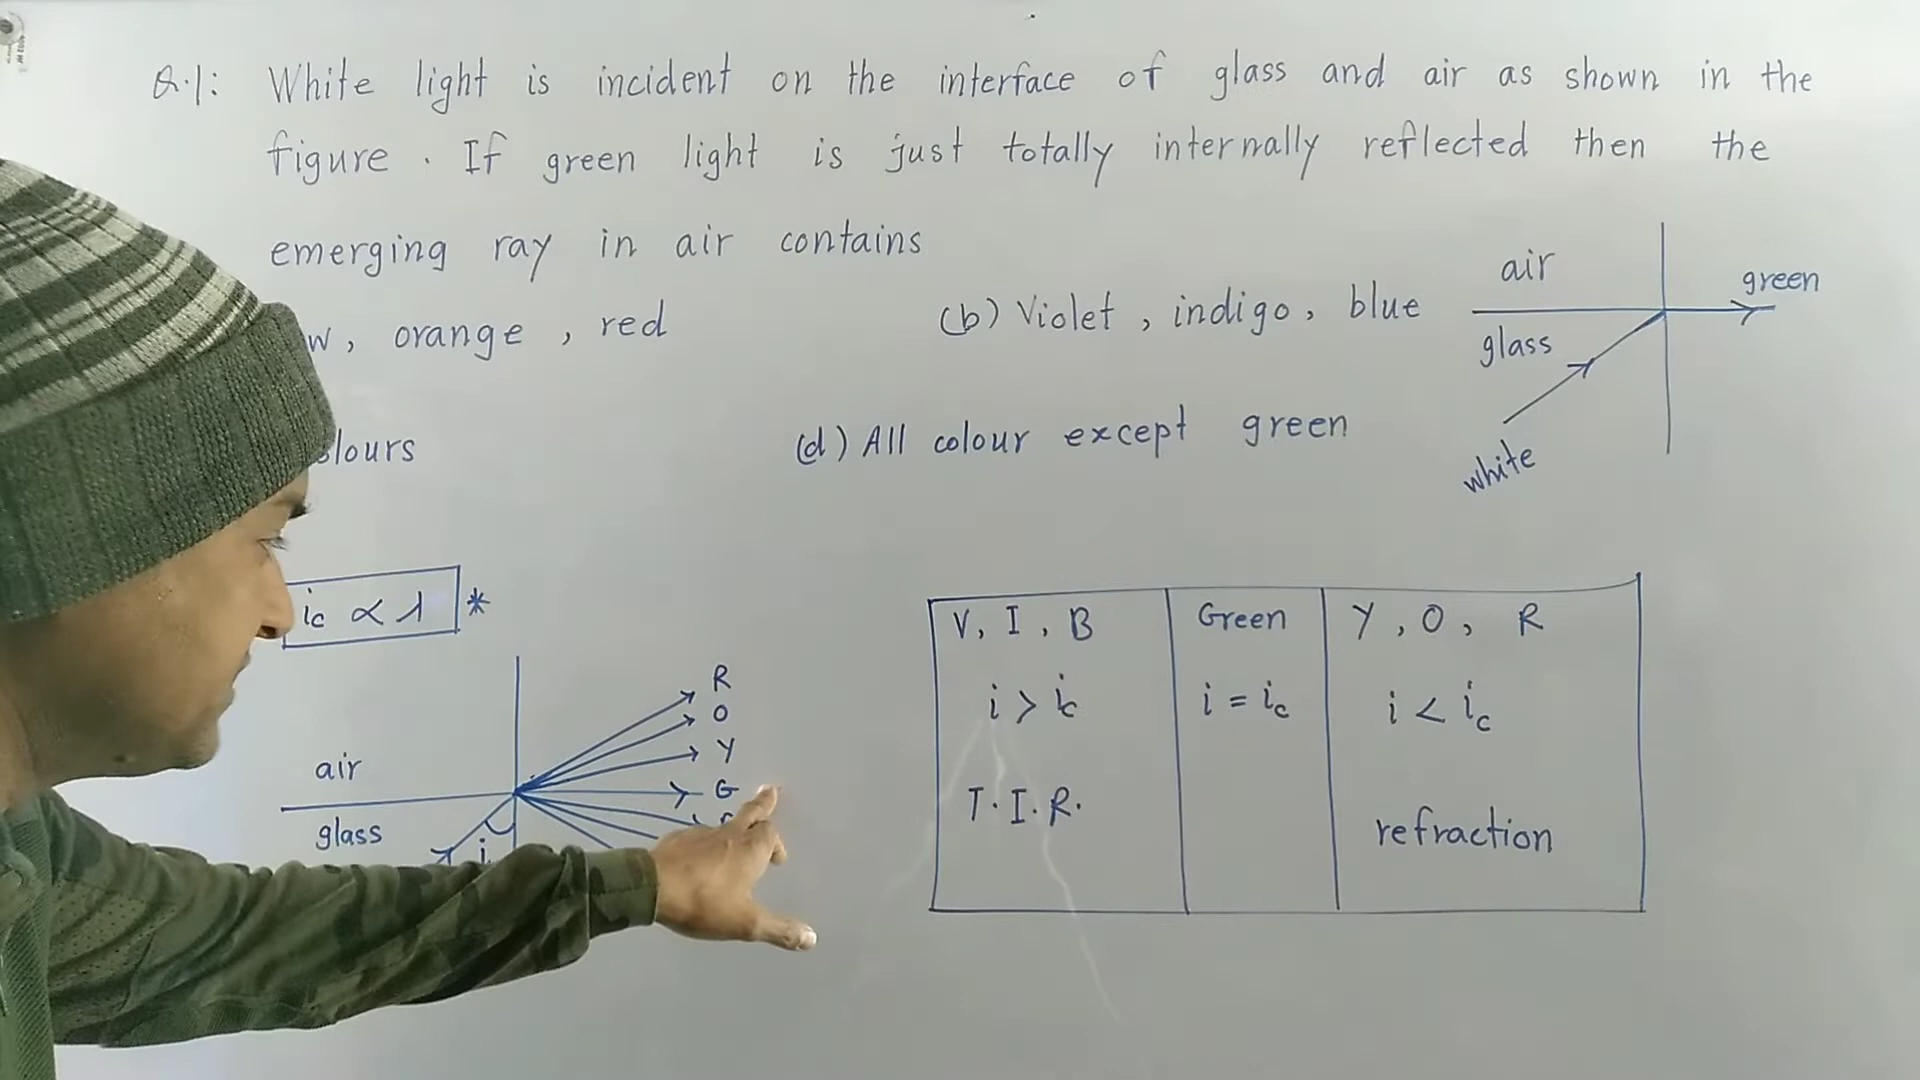 Q.1: White light is incident on the interface of glass and air as shown in the
figure. If green light is just totally internally reflected then the
emerging ray in air contains
w, orange, red
(b) Violet, indigo, blue
lours
(d) All colour except green
air
green
glass
white
ic ∝ λ *
R
O
Y
G
air
glass
i
V, I, B
Green
Y, O, R
i > ic
i = ic
i < ic
T.I.R.
refraction